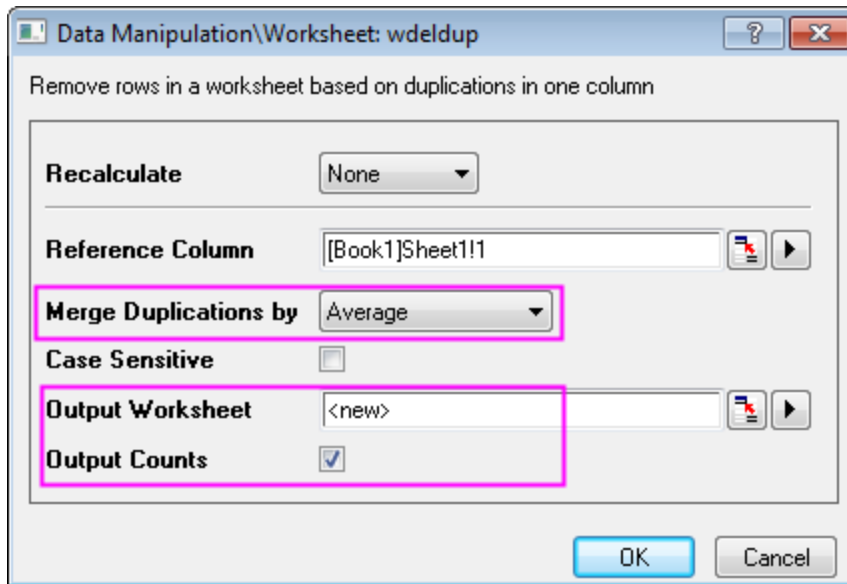 Data Manipulation\Worksheet: wdeldup
Remove rows in a worksheet based on duplications in one column
Recalculate None
Reference Column [Book1]Sheet1!1
Merge Duplications by Average
Case Sensitive
Output Worksheet <new>
Output Counts
OK Cancel